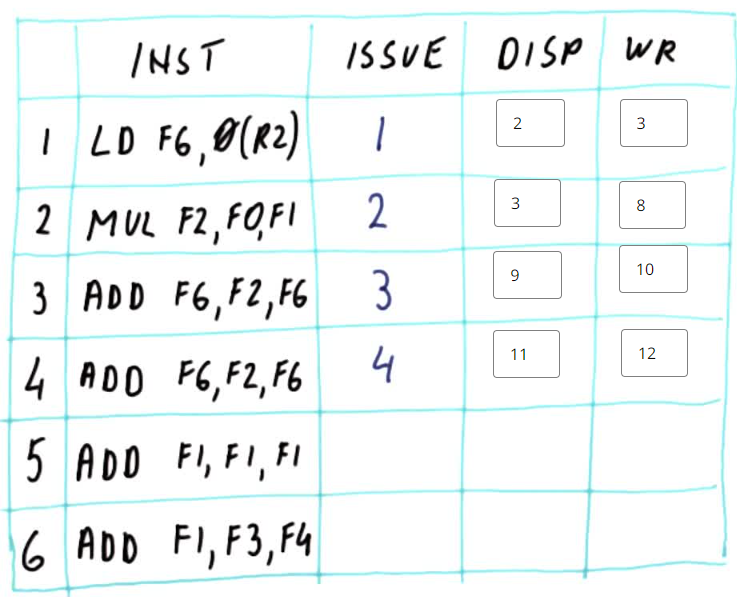 INST ISSUE DISP WR
1 LD F6, 0(R2) 1 2 3
2 MUL F2, F0, F1 2 3 8
3 ADD F6, F2, F6 3 9 10
4 ADD F6, F2, F6 4 11 12
5 ADD F1, F1, F1
6 ADD F1, F3, F4